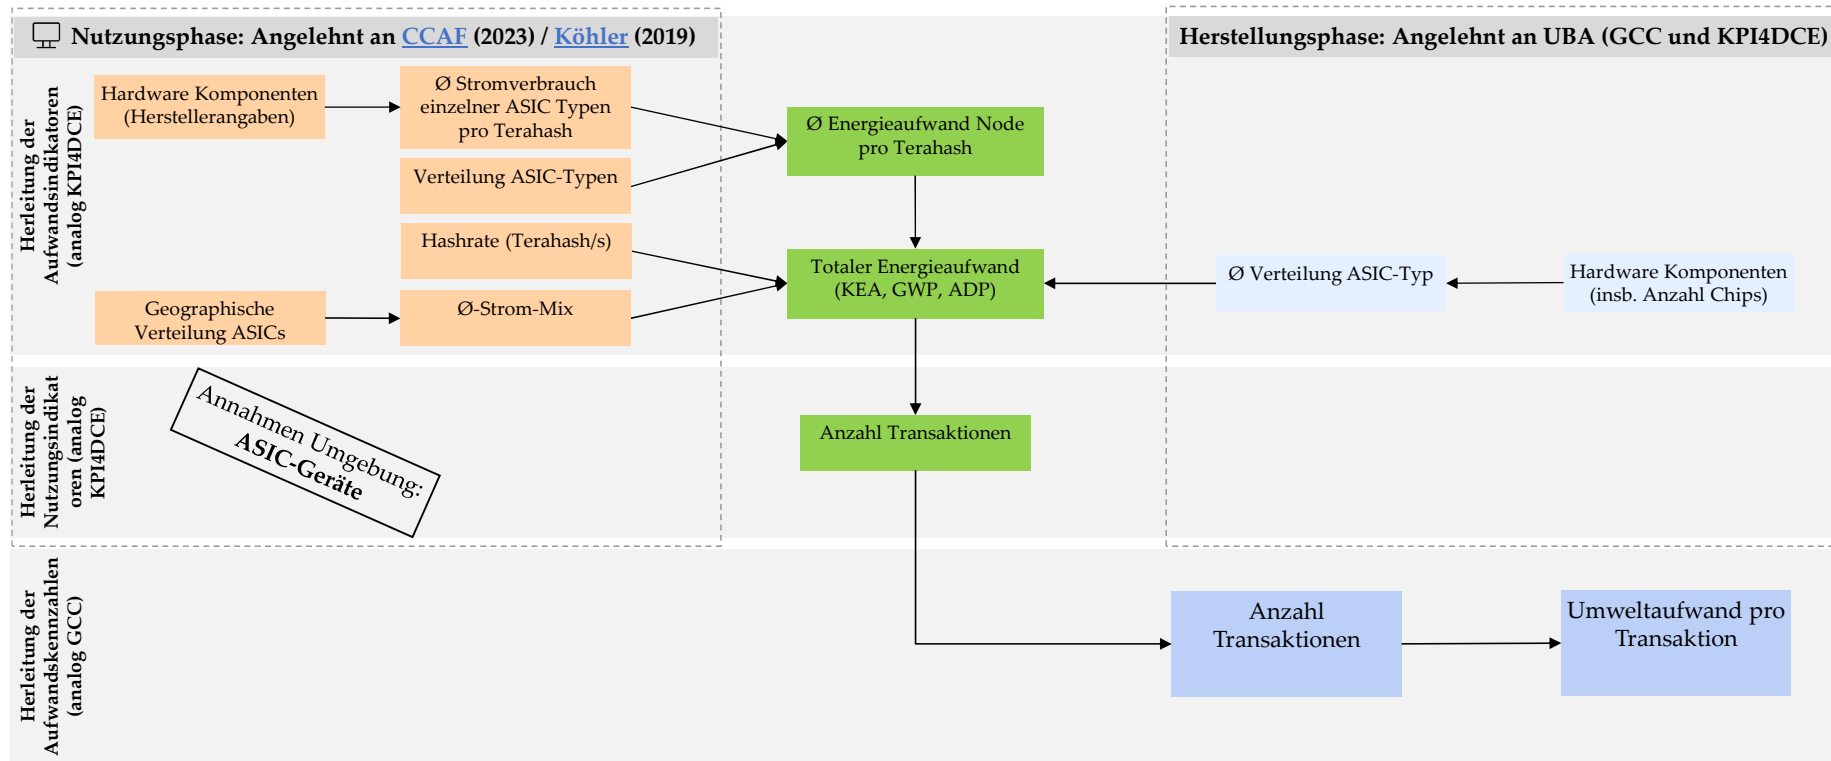 Nutzungsphase: Angelehnt an CCAF (2023) / Köhler (2019)
Herstellungsphase: Angelehnt an UBA (GCC und KPI4DCE)
Herleitung der
Aufwandsindikatoren
(analog KPI4DCE)
Hardware Komponenten
(Herstellerangaben)
Ø Stromverbrauch
einzelner ASIC Typen
pro Terahash
Verteilung ASIC-Typen
Hashrate (Terahash/s)
Geographische
Verteilung ASICs
Ø-Strom-Mix
Ø Energieaufwand Node
pro Terahash
Totaler Energieaufwand
(KEA, GWP, ADP)
Ø Verteilung ASIC-Typ
Hardware Komponenten
(insb. Anzahl Chips)
Herleitung der
Nutzungsindikat
oren (analog
KPI4DCE)
Annahmen Umgebung:
ASIC-Geräte
Anzahl Transaktionen
Herleitung der
Aufwandskennzahlen
(analog GCC)
Anzahl
Transaktionen
Umweltaufwand pro
Transaktion